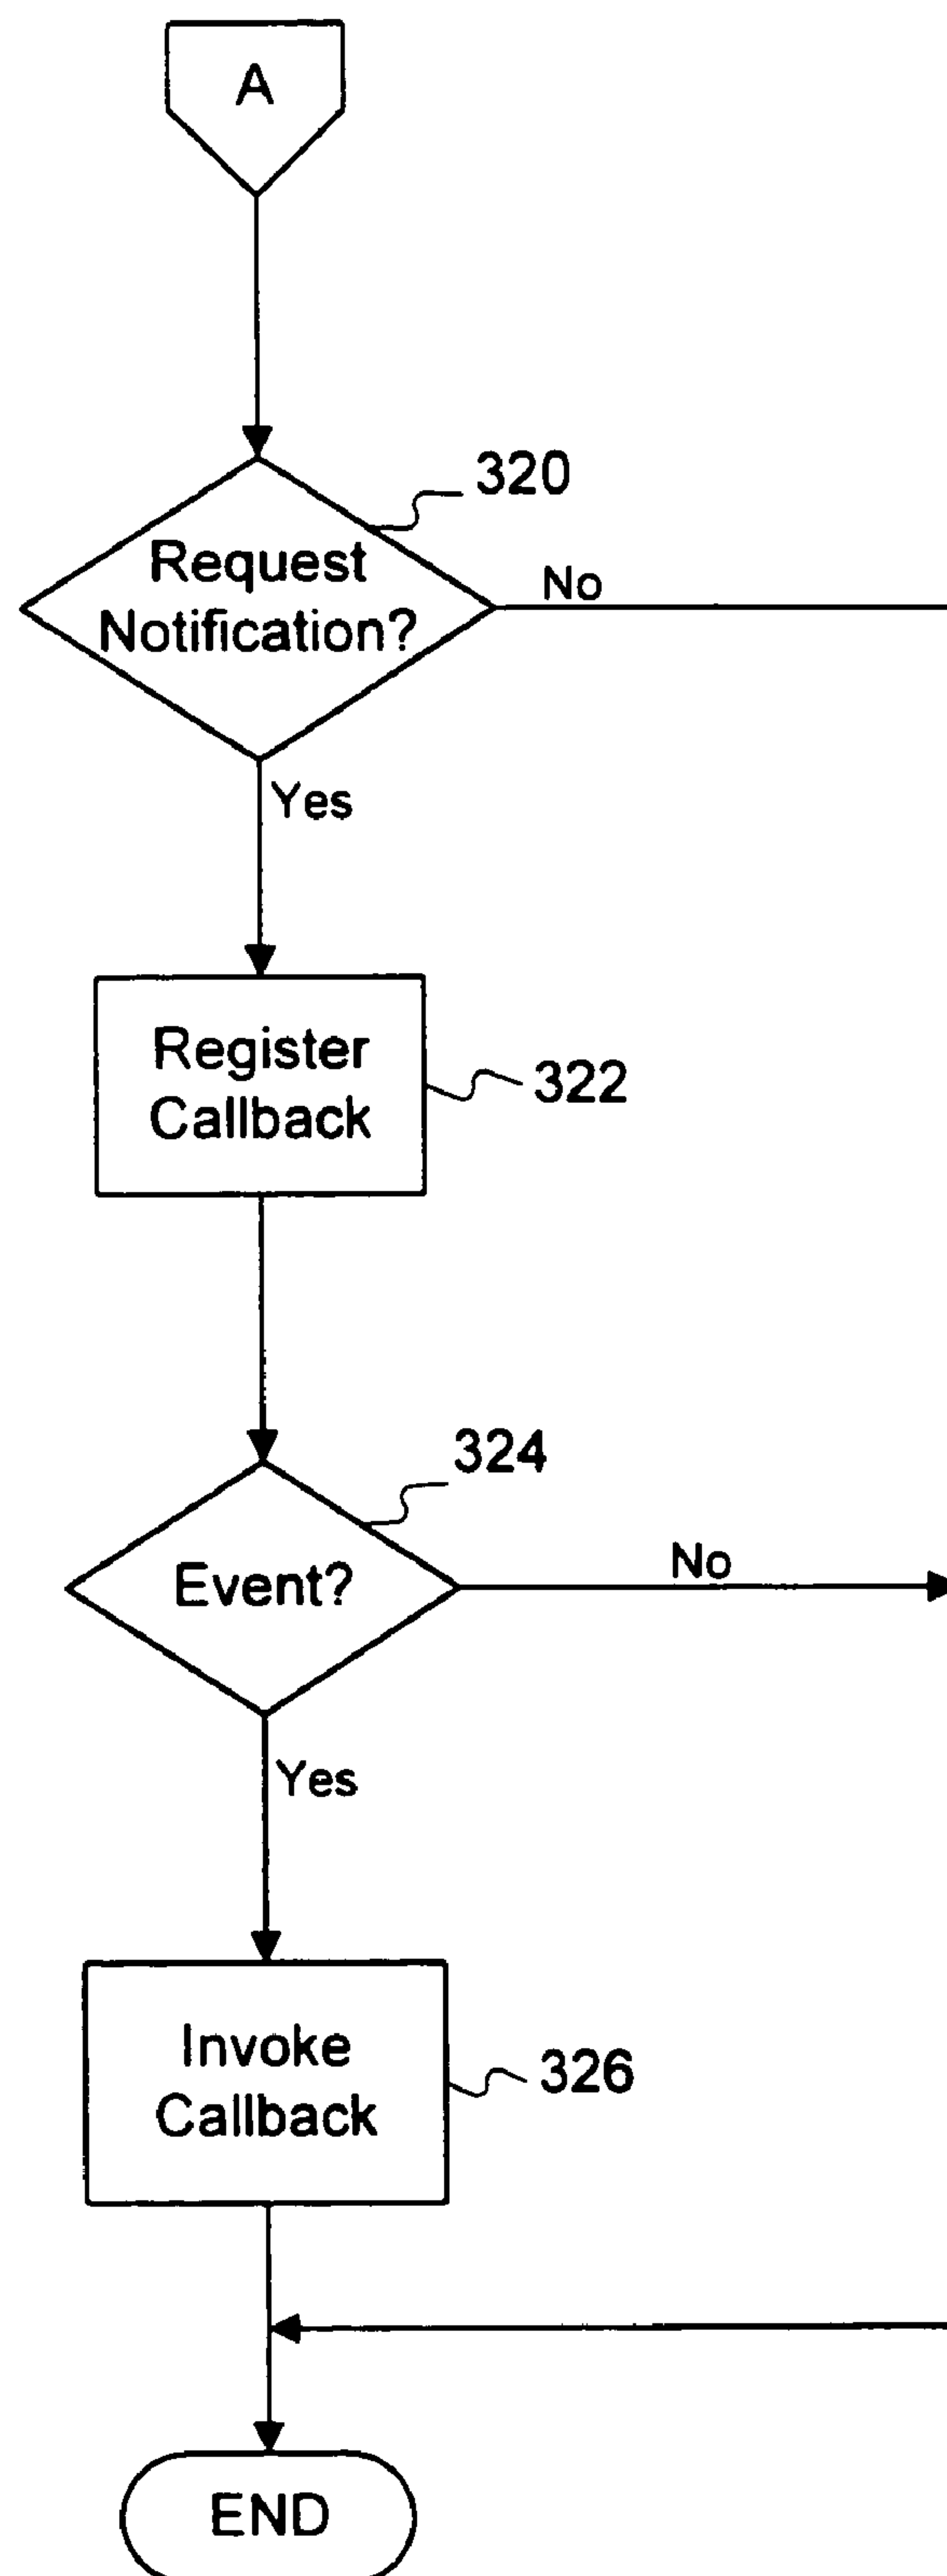 A
320
Request
Notification?
No
Yes
Register
Callback
322
324
Event?
No
Yes
Invoke
Callback
326
END